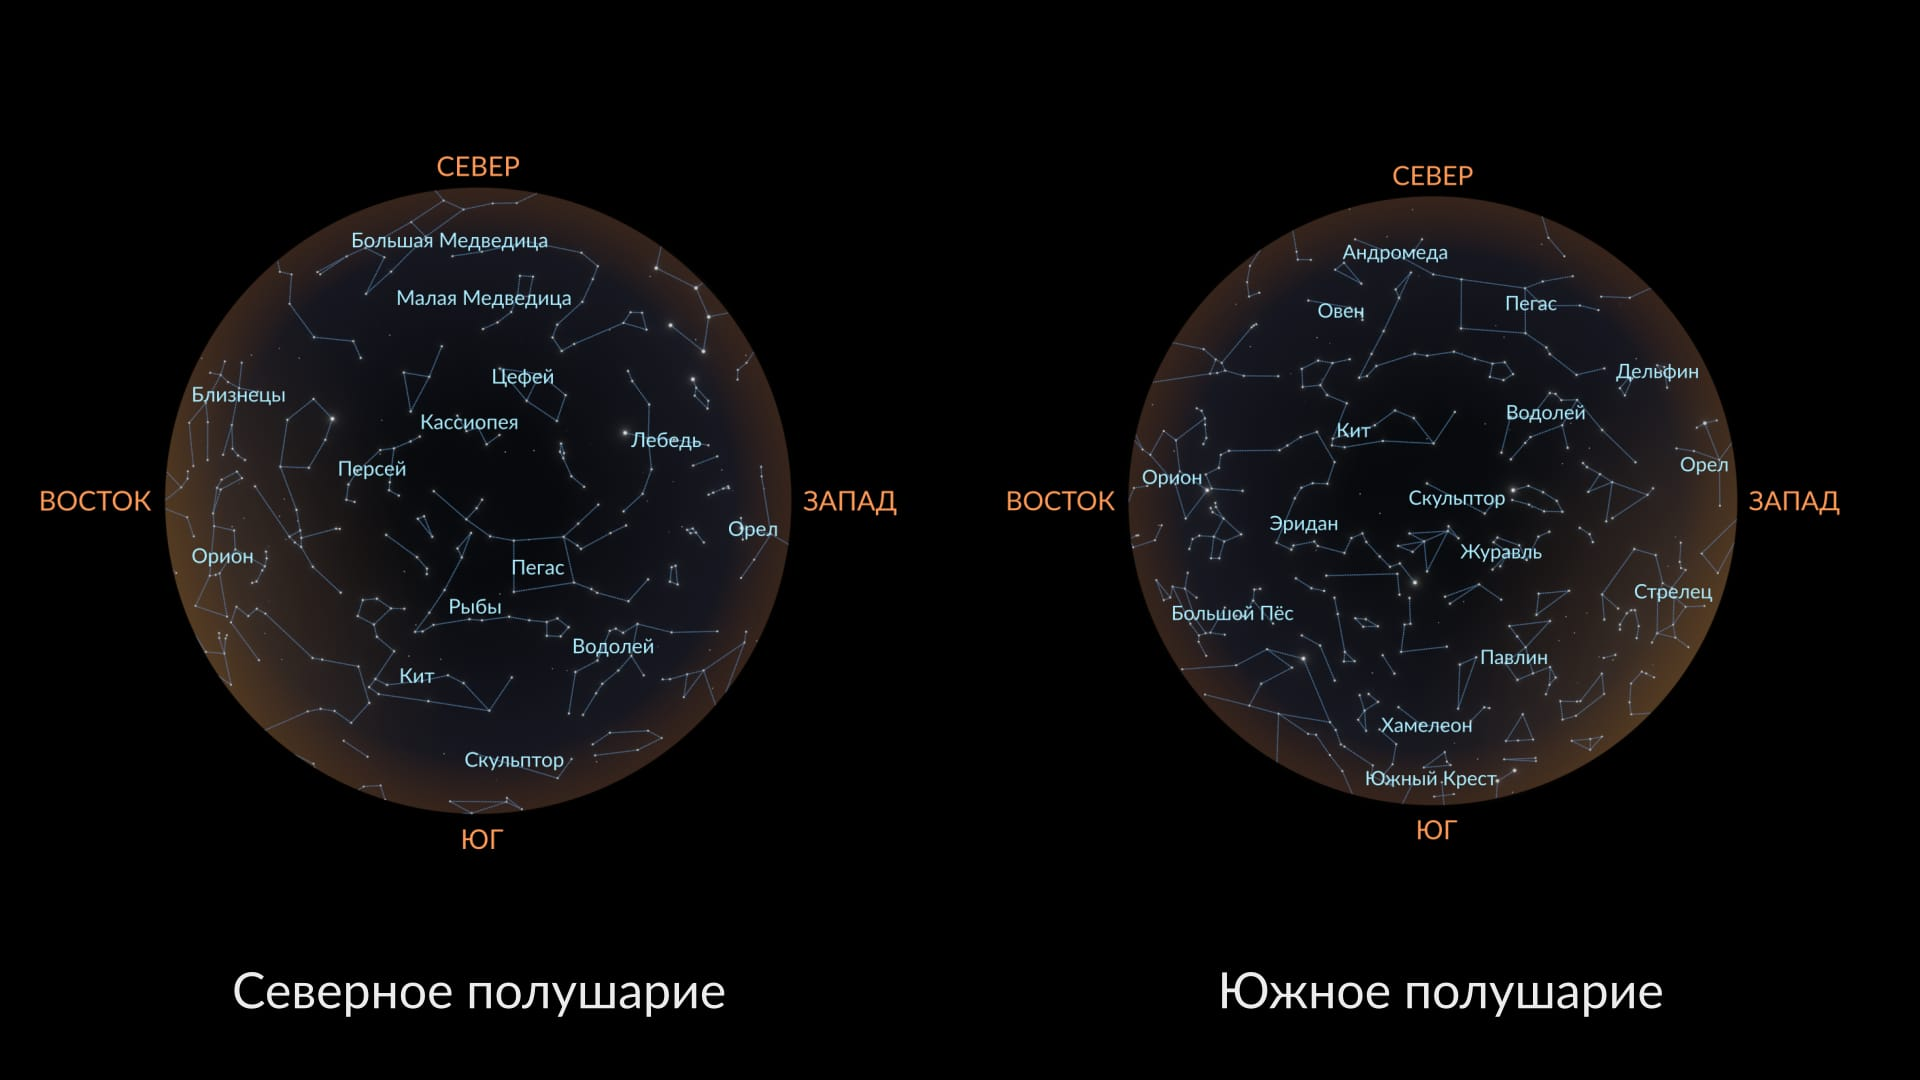 СЕВЕР
Большая Медведица
Малая Медведица
Цефей
Близнецы
Кассиопея
Лебедь
Персей
ВОСТОК
ЗАПАД
Орел
Орион
Пегас
Рыбы
Водолей
Кит
Скульптор
ЮГ
Северное полушарие
СЕВЕР
Андромеда
Пегас
Овен
Дельфин
Водолей
Кит
Орел
Орион
Скульптор
ВОСТОК
ЗАПАД
Эридан
Журавль
Стрелец
Большой Пёс
Павлин
Хамелеон
Южный Крест
ЮГ
Южное полушарие